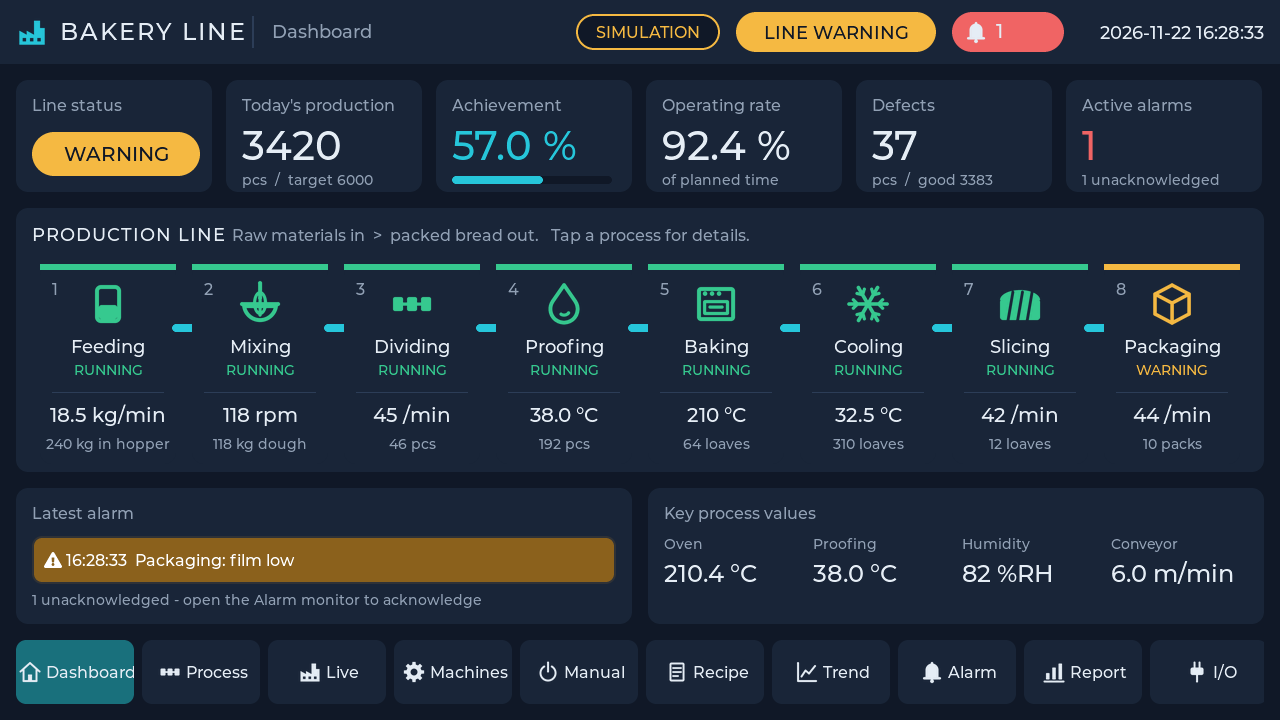 BAKERY LINE
Dashboard
SIMULATION
LINE WARNING
1
2026-11-22 16:28:33
Line status
WARNING
Today's production
3420
pcs / target 6000
Achievement
57.0 %
Operating rate
92.4 %
of planned time
Defects
37
pcs / good 3383
Active alarms
1
1 unacknowledged
PRODUCTION LINE Raw materials in > packed bread out. Tap a process for details.
1
Feeding
RUNNING
18.5 kg/min
240 kg in hopper
2
Mixing
RUNNING
118 rpm
118 kg dough
3
Dividing
RUNNING
45 /min
46 pcs
4
Proofing
RUNNING
38.0 °C
192 pcs
5
Baking
RUNNING
210 °C
64 loaves
6
Cooling
RUNNING
32.5 °C
310 loaves
7
Slicing
RUNNING
42 /min
12 loaves
8
Packaging
WARNING
44 /min
10 packs
Latest alarm
16:28:33 Packaging: film low
1 unacknowledged - open the Alarm monitor to acknowledge
Key process values
Oven
210.4 °C
Proofing
38.0 °C
Humidity
82 %RH
Conveyor
6.0 m/min
Dashboard
Process
Live
Machines
Manual
Recipe
Trend
Alarm
Report
I/O